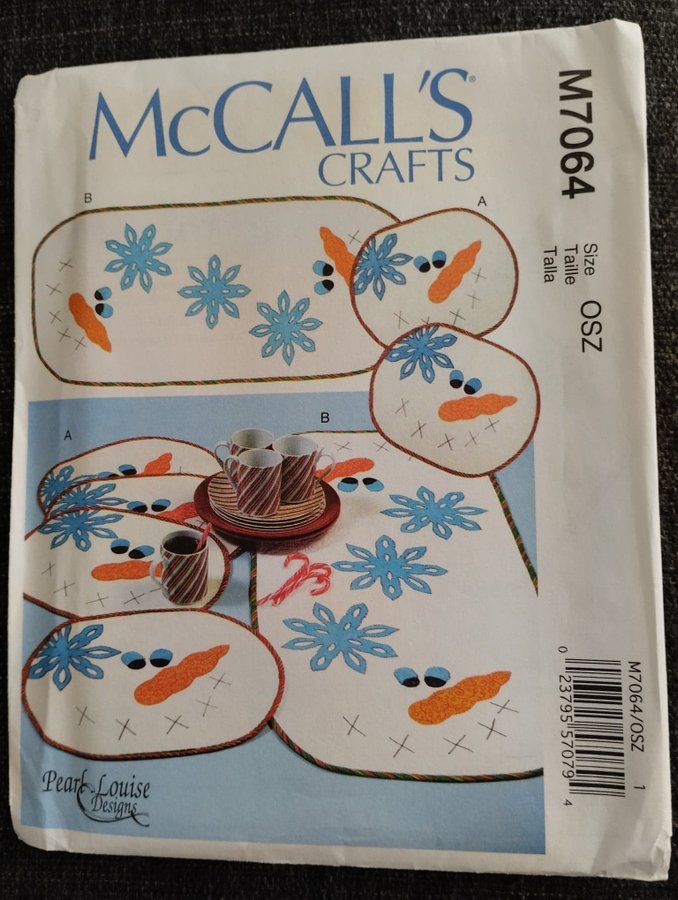 McCALL'S®
CRAFTS
M7064
Size
Taille
Talla
OSZ
B
A
A
B
M7064/OSZ
1
0
23795 57079
4
Pearl Louise
Designs